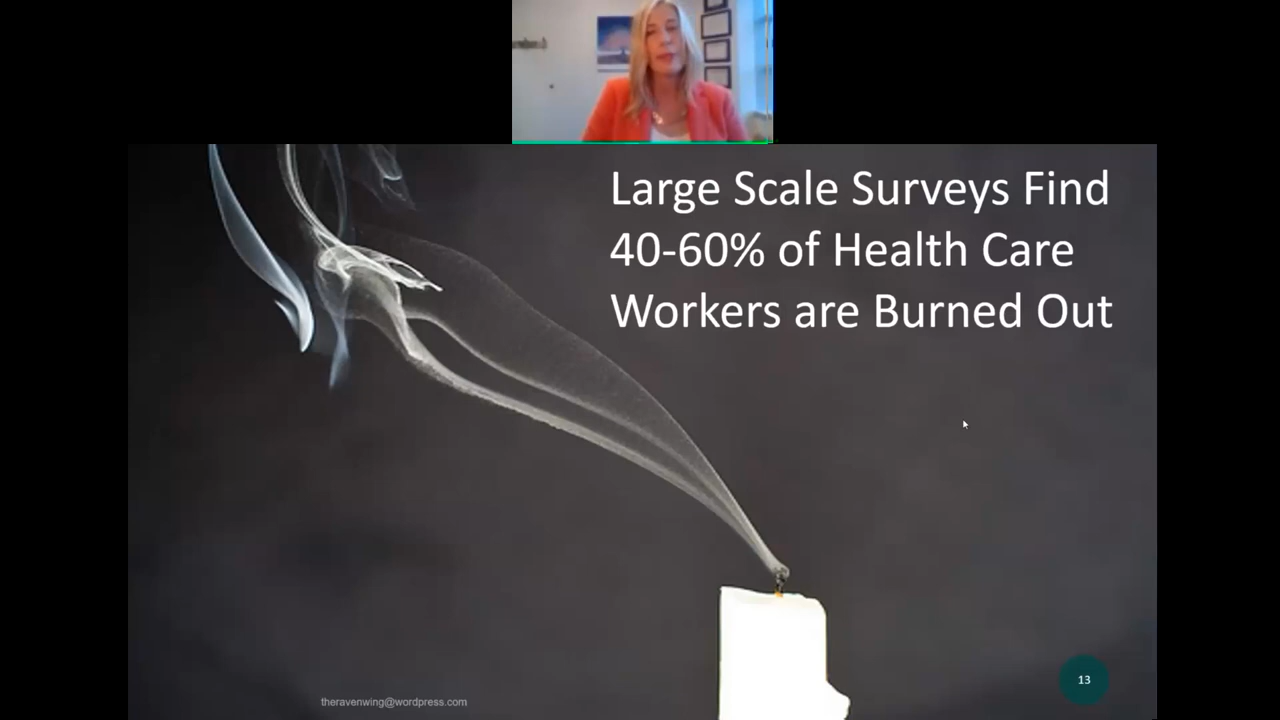 Large Scale Surveys Find
40-60% of Health Care
Workers are Burned Out
theravenwing@wordpress.com
13